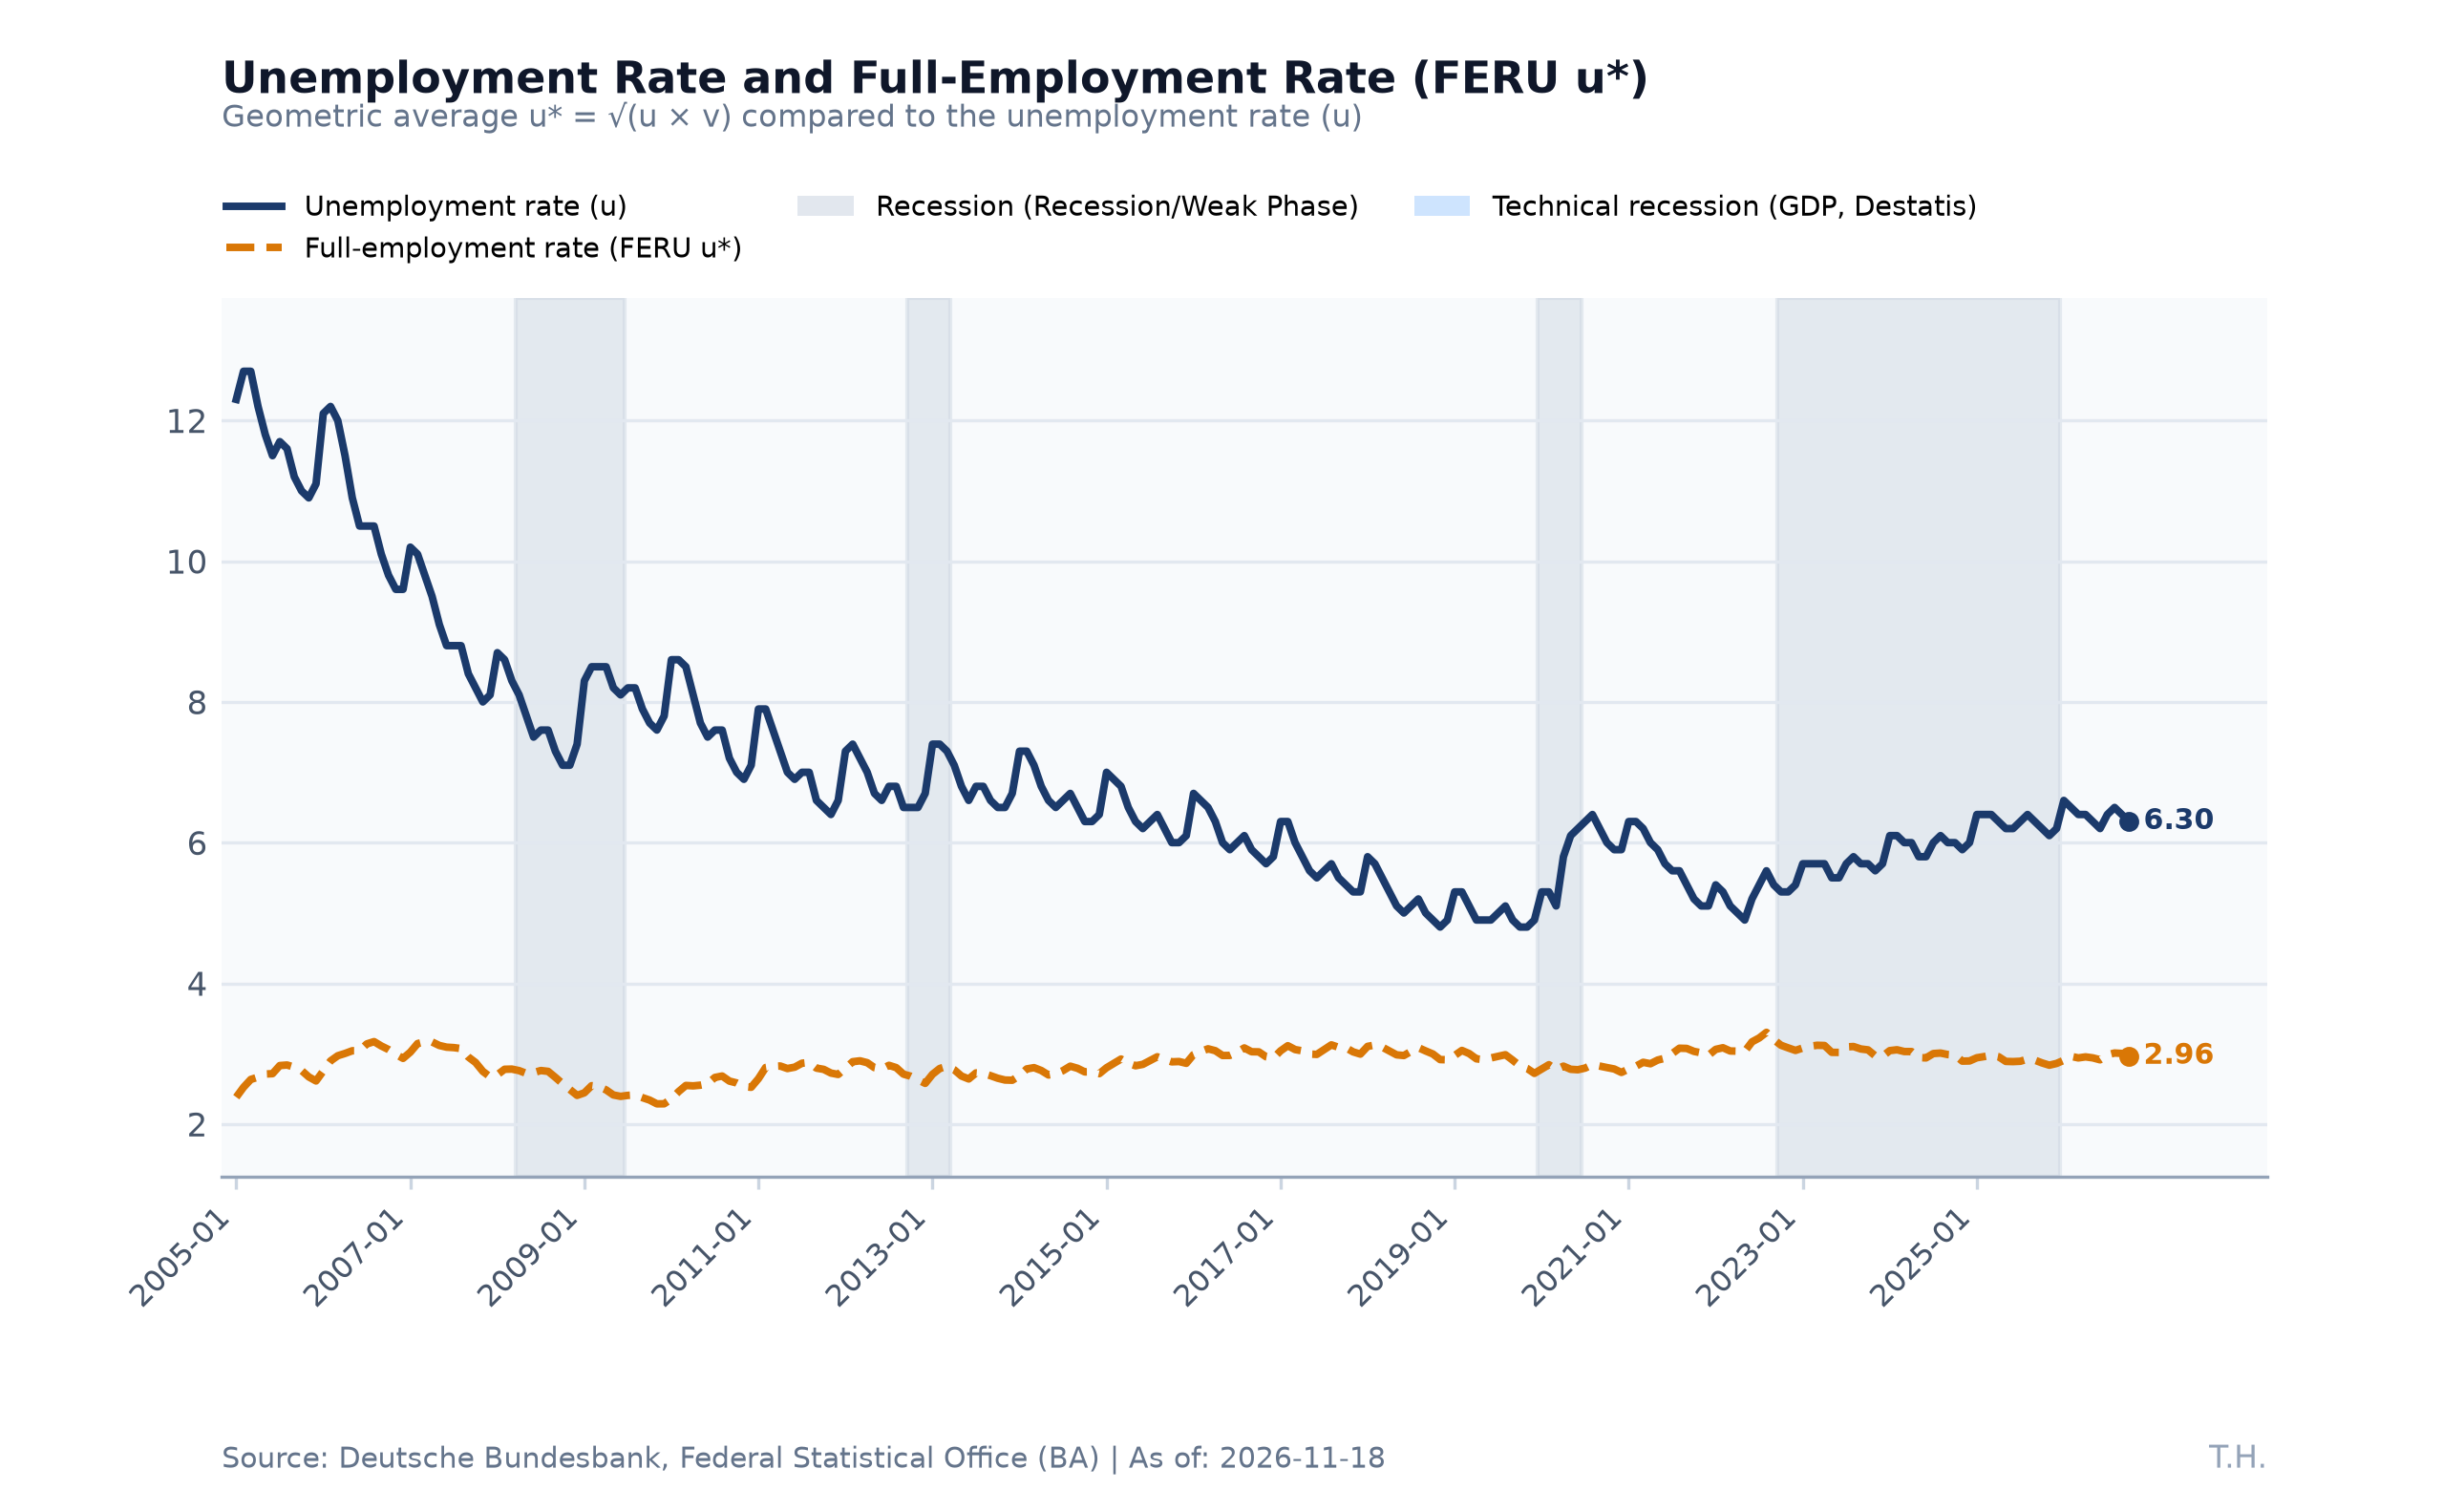 Unemployment Rate and Full-Employment Rate (FERU u*)
Geometric average u* = √(u × v) compared to the unemployment rate (u)
Unemployment rate (u)
Full-employment rate (FERU u*)
Recession (Recession/Weak Phase)
Technical recession (GDP, Destatis)
12
10
8
6
4
2
6.30
2.96
2005-01
2007-01
2009-01
2011-01
2013-01
2015-01
2017-01
2019-01
2021-01
2023-01
2025-01
Source: Deutsche Bundesbank, Federal Statistical Office (BA) | As of: 2026-11-18
T.H.